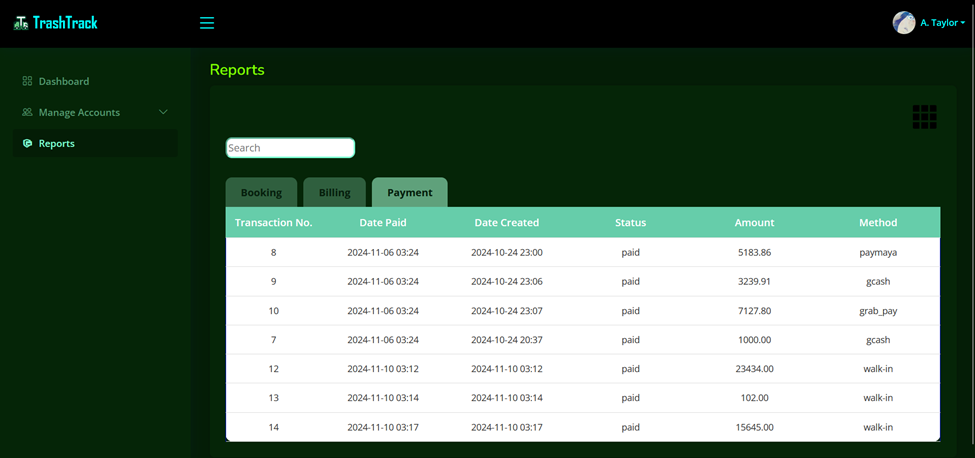 TrashTrack
A. Taylor
Dashboard
Manage Accounts
Reports
Reports
Search
Booking Billing Payment
Transaction No. Date Paid Date Created Status Amount Method
8 2024-11-06 03:24 2024-10-24 23:00 paid 5183.86 paymaya
9 2024-11-06 03:24 2024-10-24 23:06 paid 3239.91 gcash
10 2024-11-06 03:24 2024-10-24 23:07 paid 7127.80 grab_pay
7 2024-11-06 03:24 2024-10-24 20:37 paid 1000.00 gcash
12 2024-11-10 03:12 2024-11-10 03:12 paid 23434.00 walk-in
13 2024-11-10 03:14 2024-11-10 03:14 paid 102.00 walk-in
14 2024-11-10 03:17 2024-11-10 03:17 paid 15645.00 walk-in